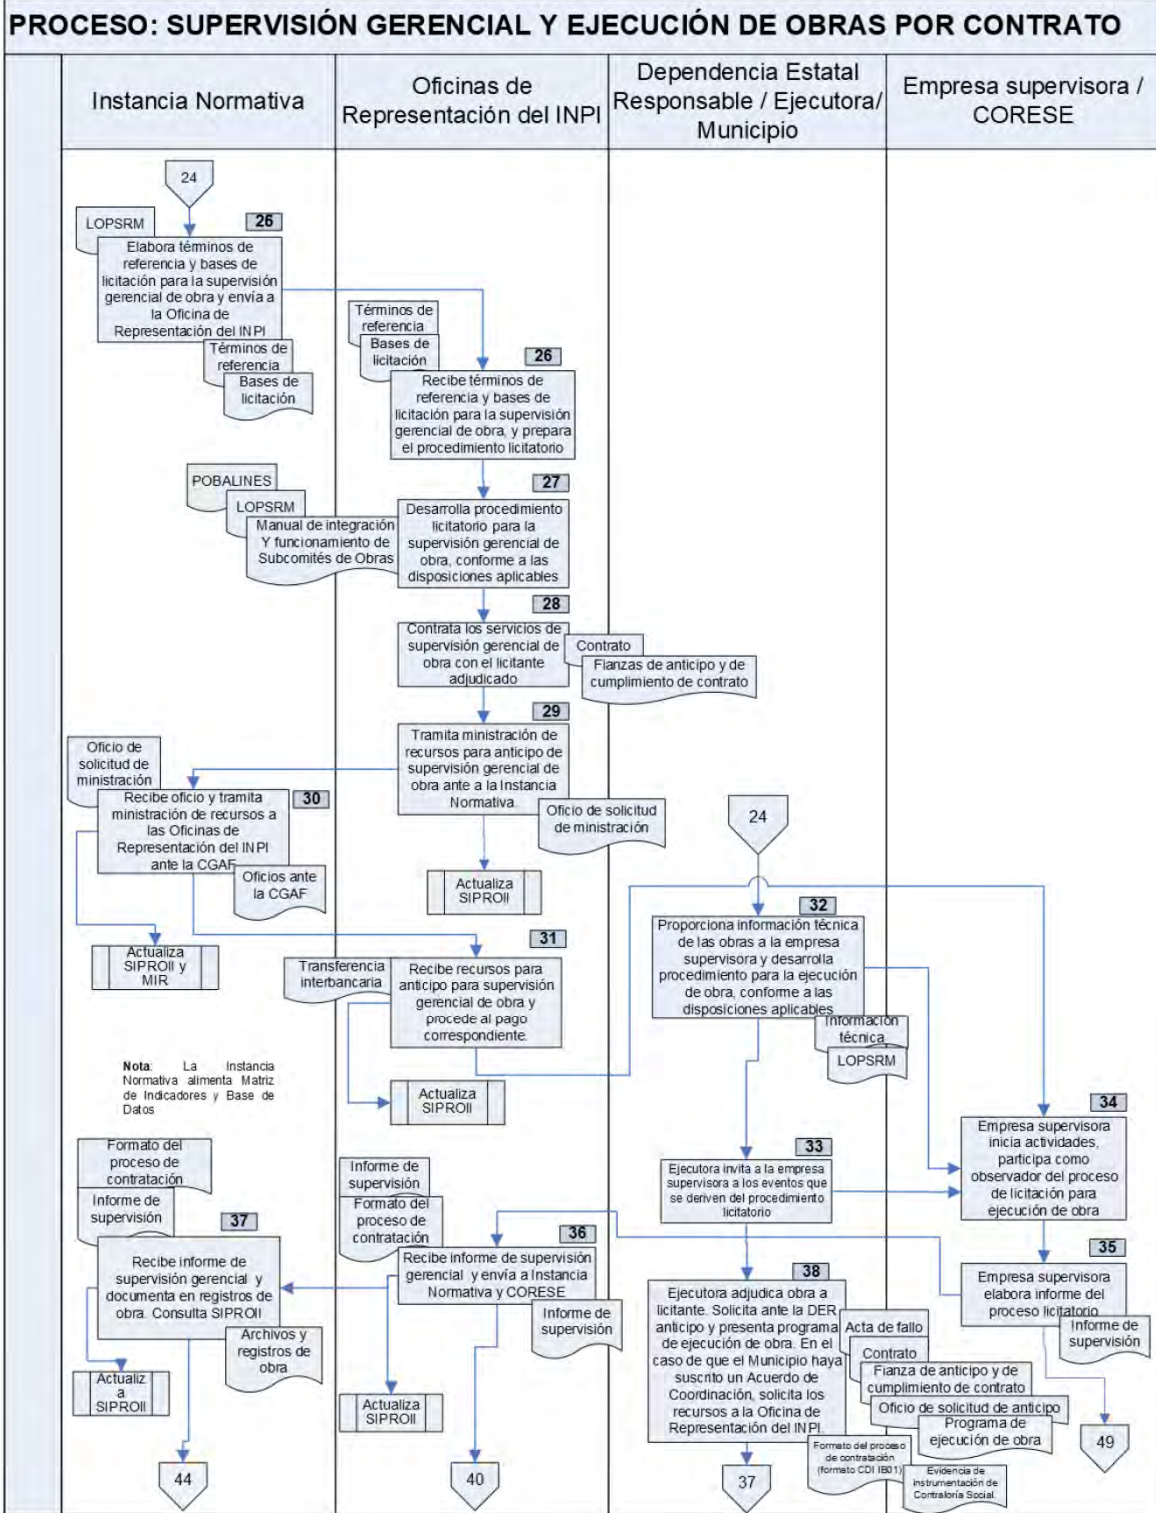 PROCESO: SUPERVISIÓN GERENCIAL Y EJECUCIÓN DE OBRAS POR CONTRATO
Instancia Normativa
Oficinas de
Representación del INPI
Dependencia Estatal
Responsable / Ejecutora/
Municipio
Empresa supervisora /
CORESE
24
LOPSRM
26
Elabora términos de
referencia y bases de
licitación para la supervisión
gerencial de obra y envía a
la Oficina de
Representación del INPI
Términos de
referencia
Bases de
licitación
Términos de
referencia
Bases de
licitación
26
Recibe términos de
referencia y bases de
licitación para la supervisión
gerencial de obra, y prepara
el procedimiento licitatorio
POBALINES
LOPSRM
Manual de integración
Y funcionamiento de
Subcomités de Obras
27
Desarrolla procedimiento
licitatorio para la
supervisión gerencial de
obra, conforme a las
disposiciones aplicables
28
Contrata los servicios de
supervisión gerencial de
obra con el licitante
adjudicado
Contrato
Fianzas de anticipo y de
cumplimiento de contrato
29
Tramita ministración de
recursos para anticipo de
supervisión gerencial de
obra ante a la Instancia
Normativa.
Oficio de solicitud
de ministración
Actualiza
SIPROII
Oficio de
solicitud de
ministración
30
Recibe oficio y tramita
ministración de recursos a
las Oficinas de
Representación del INPI
ante la CGAF
Oficios ante
la CGAF
Actualiza
SIPROII y
MIR
31
Transferencia
interbancaria
Recibe recursos para
anticipo para supervisión
gerencial de obra y
procede al pago
correspondiente.
Actualiza
SIPROII
24
32
Proporciona información técnica
de las obras a la empresa
supervisora y desarrolla
procedimiento para la ejecución
de obra, conforme a las
disposiciones aplicables
Información
técnica
LOPSRM
Nota: La Instancia
Normativa alimenta Matriz
de Indicadores y Base de
Datos
33
Ejecutora invita a la empresa
supervisora a los eventos que
se deriven del procedimiento
licitatorio
34
Empresa supervisora
inicia actividades,
participa como
observador del proceso
de licitación para
ejecución de obra
35
Empresa supervisora
elabora informe del
proceso licitatorio
Informe de
supervisión
49
Informe de
supervisión
Formato del
proceso de
contratación
36
Recibe informe de supervisión
gerencial y envía a Instancia
Normativa y CORESE
Informe de
supervisión
Actualiza
SIPROII
40
Formato del
proceso de
contratación
Informe de
supervisión
37
Recibe informe de
supervisión gerencial y
documenta en registros de
obra. Consulta SIPROII
Archivos y
registros de
obra
Actualiz
a
SIPROII
44
38
Ejecutora adjudica obra a
licitante. Solicita ante la DER
anticipo y presenta programa
de ejecución de obra. En el
caso de que el Municipio haya
suscrito un Acuerdo de
Coordinación, solicita los
recursos a la Oficina de
Representación del INPI.
Acta de fallo
Contrato
Fianza de anticipo y de
cumplimiento de contrato
Oficio de solicitud de anticipo
Programa de
ejecución de obra
Formato del proceso
de contratación
(formato CDI IB01)
Evidencia de
instrumentación de
Contraloría Social.
37